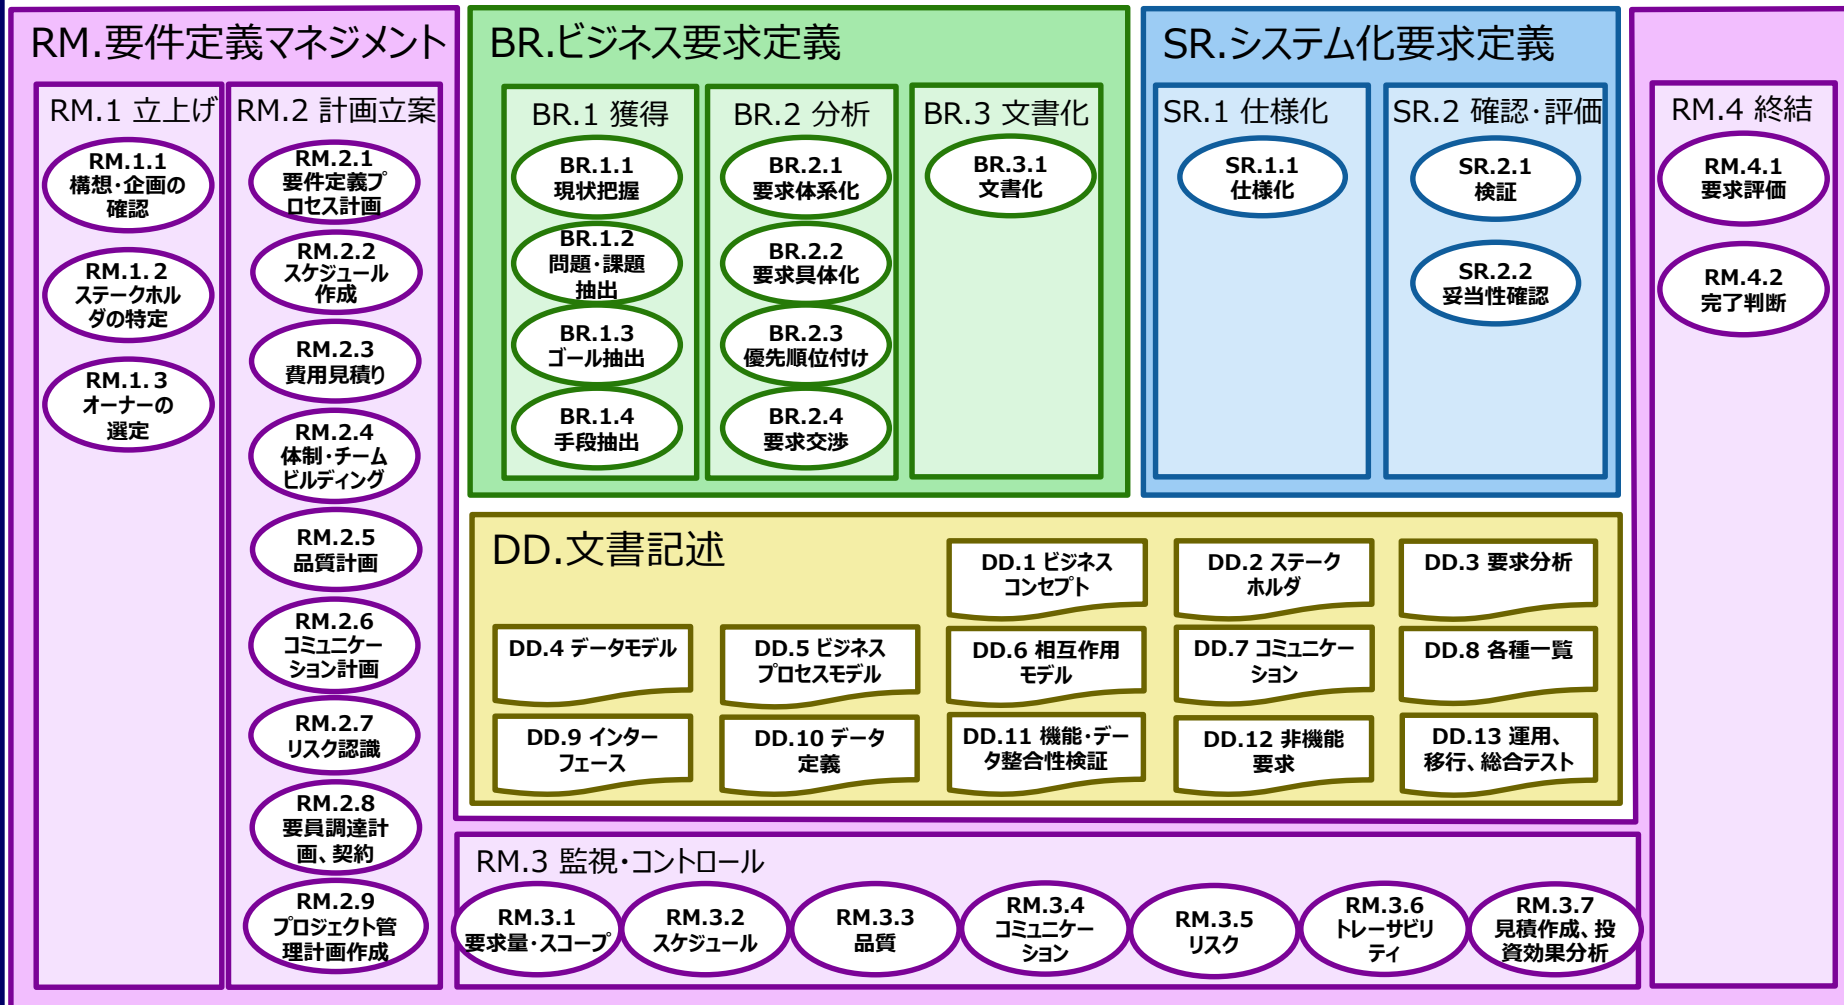 RM.要件定義マネジメント
RM.1 立上げ
RM.1.1
構想・企画の
確認
RM.1.2
ステークホル
ダの特定
RM.1.3
オーナーの
選定
RM.2 計画立案
RM.2.1
要件定義プ
ロセス計画
RM.2.2
スケジュール
作成
RM.2.3
費用見積り
RM.2.4
体制・チーム
ビルディング
RM.2.5
品質計画
RM.2.6
コミュニケー
ション計画
RM.2.7
リスク認識
RM.2.8
要員調達計
画、契約
RM.2.9
プロジェクト管
理計画作成
BR.ビジネス要求定義
BR.1 獲得
BR.1.1
現状把握
BR.1.2
問題・課題
抽出
BR.1.3
ゴール抽出
BR.1.4
手段抽出
BR.2 分析
BR.2.1
要求体系化
BR.2.2
要求具体化
BR.2.3
優先順位付け
BR.2.4
要求交渉
BR.3 文書化
BR.3.1
文書化
SR.システム化要求定義
SR.1 仕様化
SR.1.1
仕様化
SR.2 確認・評価
SR.2.1
検証
SR.2.2
妥当性確認
DD.文書記述
DD.1 ビジネス
コンセプト
DD.2 ステーク
ホルダ
DD.3 要求分析
DD.4 データモデル
DD.5 ビジネス
プロセスモデル
DD.6 相互作用
モデル
DD.7 コミュニケー
ション
DD.8 各種一覧
DD.9 インター
フェース
DD.10 データ
定義
DD.11 機能・デー
タ整合性検証
DD.12 非機能
要求
DD.13 運用、
移行、総合テスト
RM.3 監視・コントロール
RM.3.1
要求量・スコープ
RM.3.2
スケジュール
RM.3.3
品質
RM.3.4
コミュニケー
ション
RM.3.5
リスク
RM.3.6
トレーサビリ
ティ
RM.3.7
見積作成、投
資効果分析
RM.4 終結
RM.4.1
要求評価
RM.4.2
完了判断